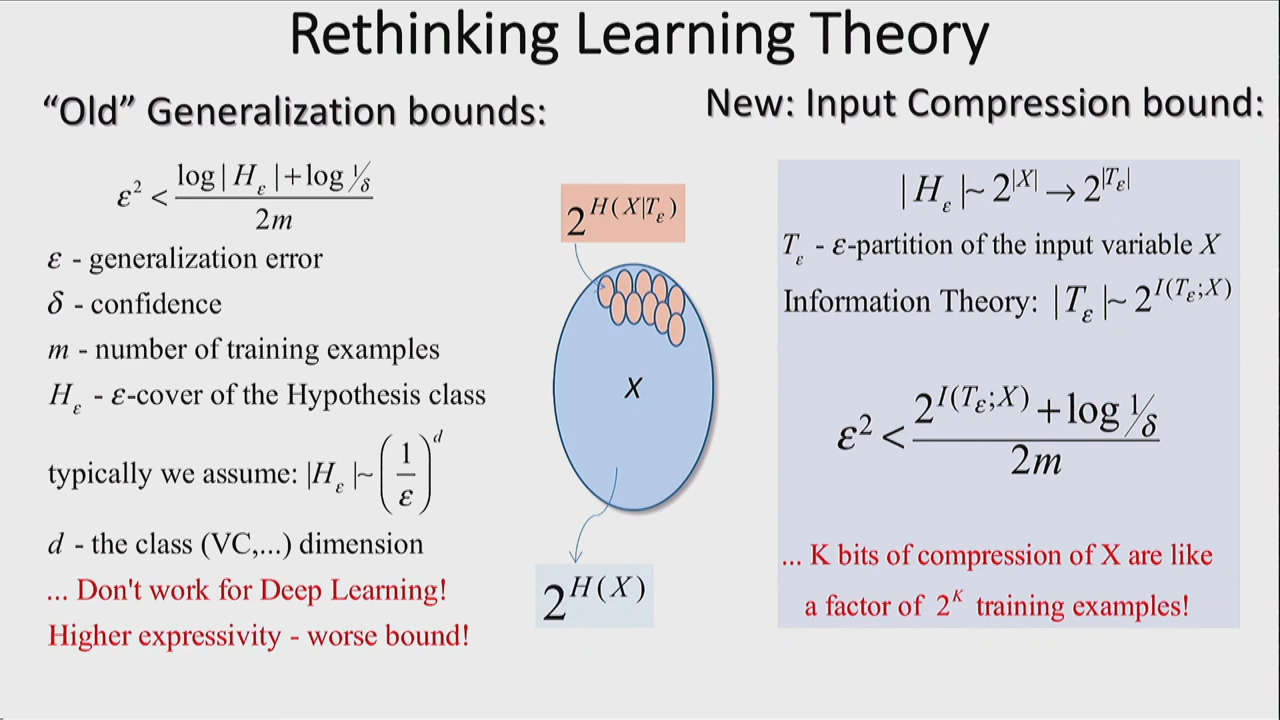 Rethinking Learning Theory
“Old” Generalization bounds:
ε² < (log | H_ε | + log 1/δ) / 2m
ε - generalization error
δ - confidence
m - number of training examples
H_ε - ε-cover of the Hypothesis class
typically we assume: |H_ε| ~ (1/ε)^d
d - the class (VC,...) dimension
... Don't work for Deep Learning!
Higher expressivity - worse bound!
2^{H(X|T_ε)}
X
2^{H(X)}
New: Input Compression bound:
| H_ε | ~ 2^{|X|} → 2^{|T_ε|}
T_ε - ε-partition of the input variable X
Information Theory: | T_ε | ~ 2^{I(T_ε;X)}
ε² < (2^{I(T_ε;X)} + log 1/δ) / 2m
... K bits of compression of X are like
a factor of 2^K training examples!